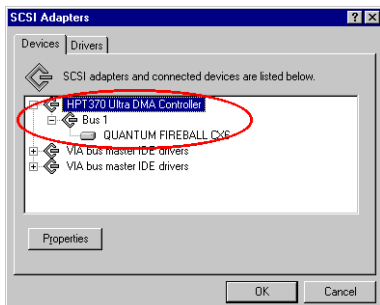 SCSI Adapters
Devices Drivers
SCSI adapters and connected devices are listed below.
HPT370 Ultra DMA Controller
Bus 1
QUANTUM FIREBALL CX6
VIA bus master IDE drivers
VIA bus master IDE drivers
Properties
OK Cancel